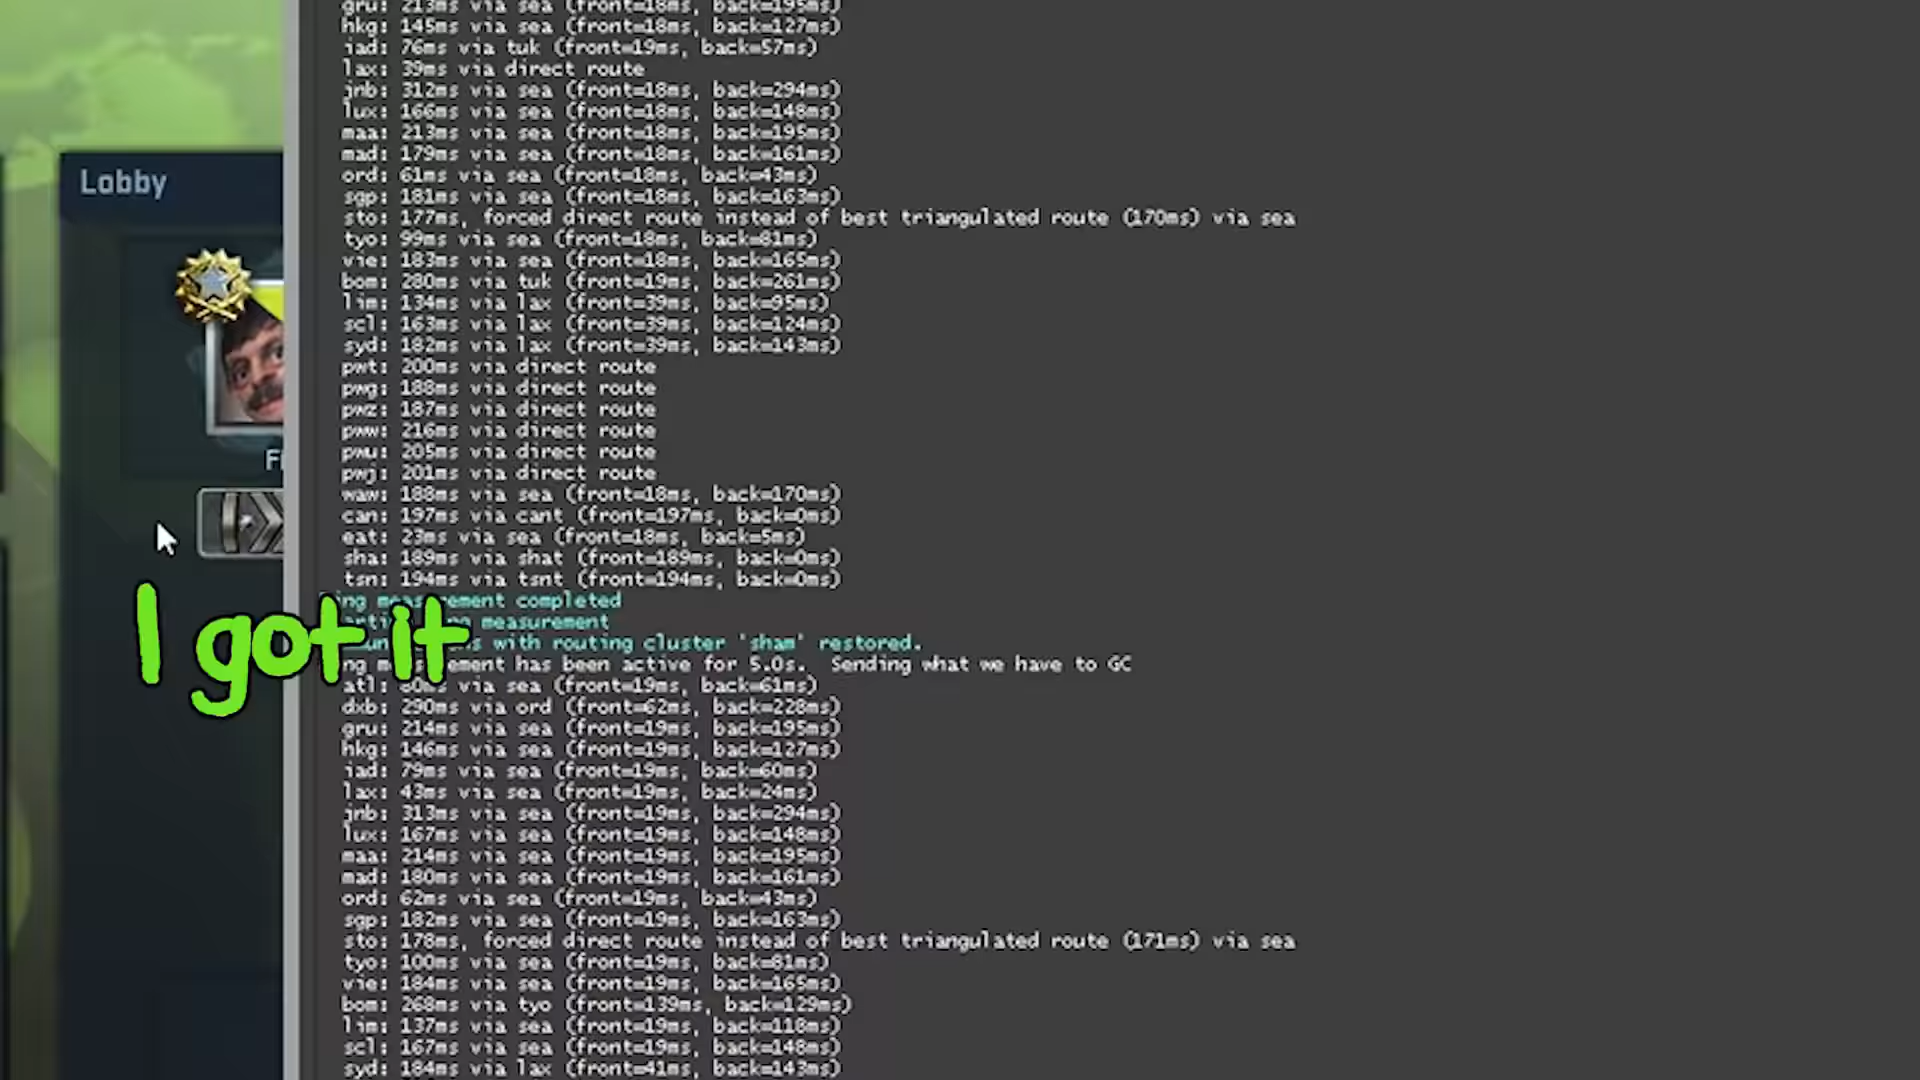 gru: 213ms via sea (front=18ms, back=195ms)
hkg: 145ms via sea (front=18ms, back=127ms)
iad: 76ms via tuk (front=19ms, back=57ms)
lax: 39ms via direct route
jnb: 312ms via sea (front=18ms, back=294ms)
lux: 166ms via sea (front=18ms, back=148ms)
maa: 213ms via sea (front=18ms, back=195ms)
mad: 179ms via sea (front=18ms, back=161ms)
Lobby
ord: 61ms via sea (front=18ms, back=43ms)
sgp: 181ms via sea (front=18ms, back=163ms)
sto: 177ms, forced direct route instead of best triangulated route (170ms) via sea
tyo: 99ms via sea (front=18ms, back=81ms)
vie: 183ms via sea (front=18ms, back=165ms)
bom: 280ms via tuk (front=19ms, back=261ms)
lim: 134ms via lax (front=39ms, back=95ms)
scl: 163ms via lax (front=39ms, back=124ms)
syd: 182ms via lax (front=39ms, back=143ms)
pwt: 200ms via direct route
pwg: 188ms via direct route
pwz: 187ms via direct route
pww: 216ms via direct route
pwu: 205ms via direct route
pwj: 201ms via direct route
waw: 188ms via sea (front=18ms, back=170ms)
can: 197ms via cant (front=197ms, back=0ms)
eat: 23ms via sea (front=18ms, back=5ms)
sha: 189ms via shat (front=189ms, back=0ms)
tsn: 194ms via tsnt (front=194ms, back=0ms)
completed
measurement
with routing cluster 'sham' restored.
I got it
has been active for 5.0s. Sending what we have to GC
atl: 80ms via sea (front=19ms, back=61ms)
dxb: 290ms via ord (front=62ms, back=228ms)
gru: 214ms via sea (front=19ms, back=195ms)
hkg: 146ms via sea (front=19ms, back=127ms)
iad: 79ms via sea (front=19ms, back=60ms)
lax: 43ms via sea (front=19ms, back=24ms)
jnb: 313ms via sea (front=19ms, back=294ms)
lux: 167ms via sea (front=19ms, back=148ms)
maa: 214ms via sea (front=19ms, back=195ms)
mad: 180ms via sea (front=19ms, back=161ms)
ord: 62ms via sea (front=19ms, back=43ms)
sgp: 182ms via sea (front=19ms, back=163ms)
sto: 178ms, forced direct route instead of best triangulated route (171ms) via sea
tyo: 100ms via sea (front=19ms, back=81ms)
vie: 184ms via sea (front=19ms, back=165ms)
bom: 268ms via tyo (front=139ms, back=129ms)
lim: 137ms via sea (front=19ms, back=118ms)
scl: 167ms via sea (front=19ms, back=148ms)
syd: 184ms via lax (front=41ms, back=143ms)